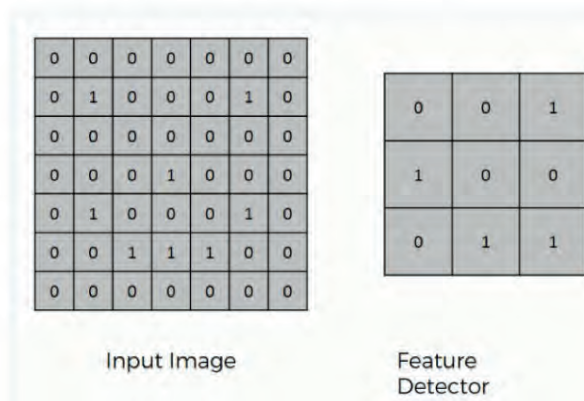 0 0 0 0 0 0 0
0 1 0 0 0 1 0
0 0 0 0 0 0 0
0 0 0 1 0 0 0
0 1 0 0 0 1 0
0 0 1 1 1 0 0
0 0 0 0 0 0 0
Input Image
0 0 1
1 0 0
0 1 1
Feature
Detector